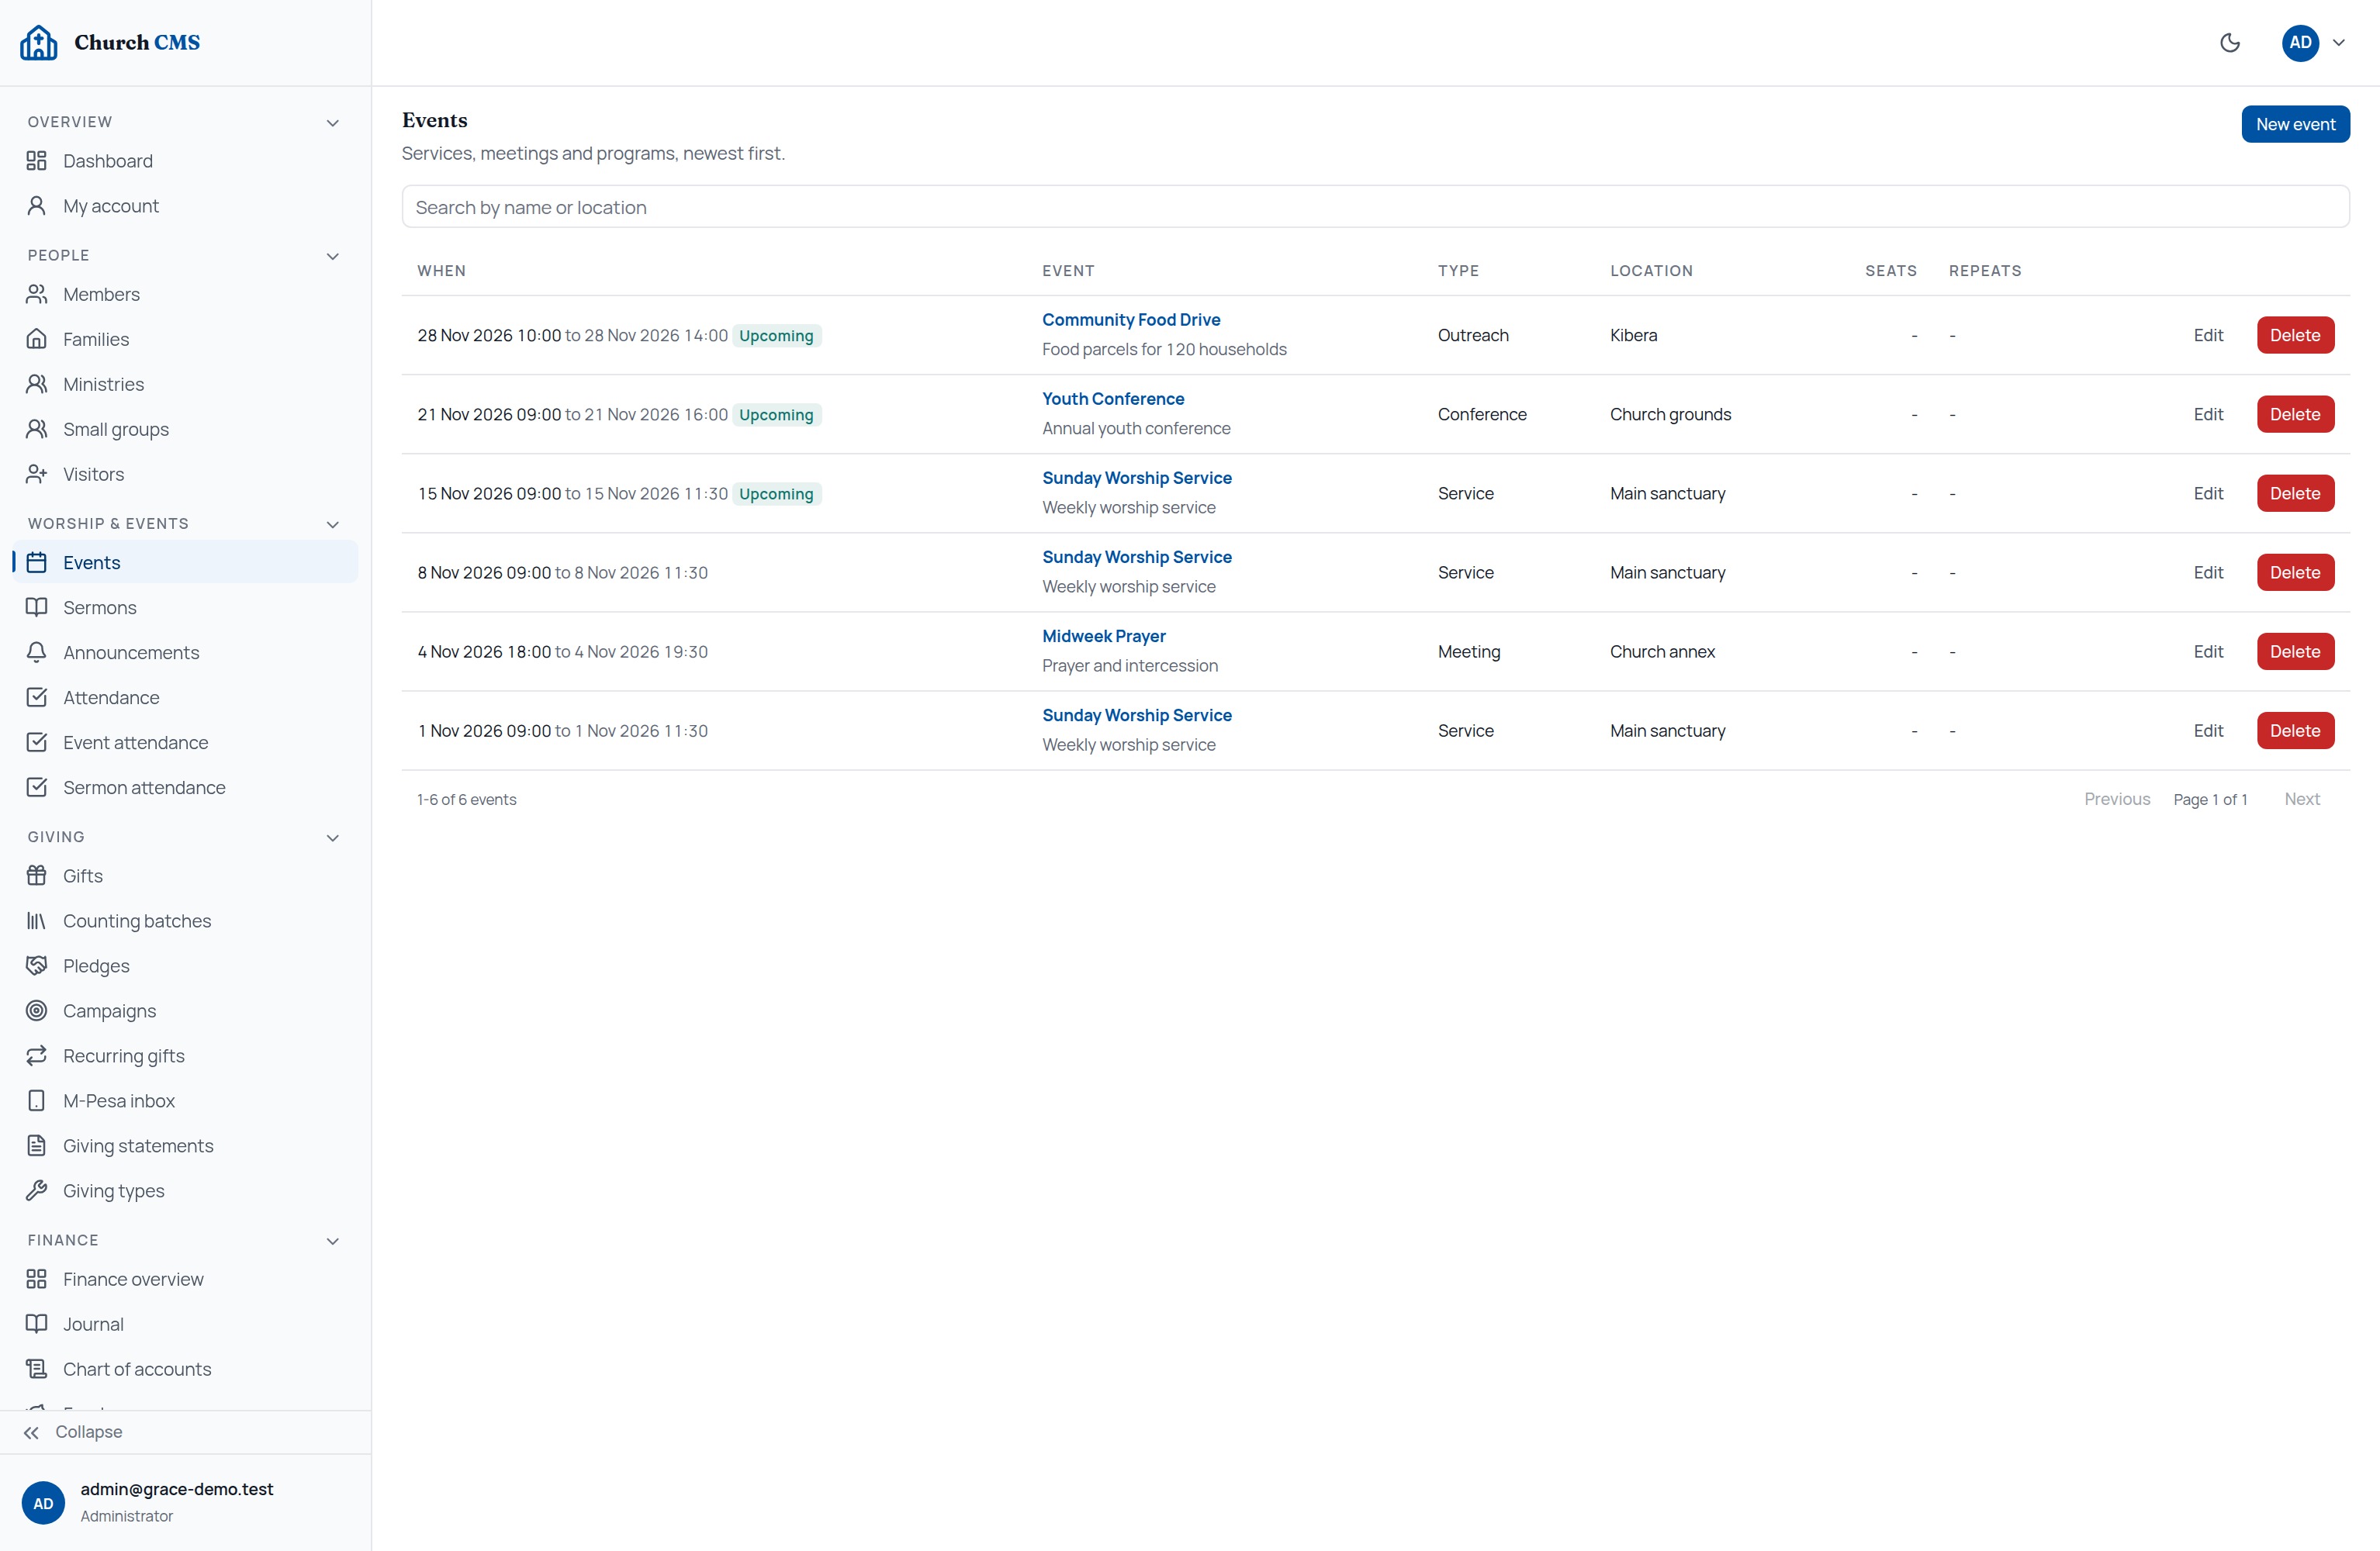 Church CMS
AD
OVERVIEW
Dashboard
My account
PEOPLE
Members
Families
Ministries
Small groups
Visitors
WORSHIP & EVENTS
Events
Sermons
Announcements
Attendance
Event attendance
Sermon attendance
GIVING
Gifts
Counting batches
Pledges
Campaigns
Recurring gifts
M-Pesa inbox
Giving statements
Giving types
FINANCE
Finance overview
Journal
Chart of accounts
Collapse
AD
admin@grace-demo.test
Administrator
Events
New event
Services, meetings and programs, newest first.
Search by name or location
WHEN EVENT TYPE LOCATION SEATS REPEATS
28 Nov 2026 10:00 to 28 Nov 2026 14:00 Upcoming Community Food Drive Outreach Kibera - - Edit Delete
Food parcels for 120 households
21 Nov 2026 09:00 to 21 Nov 2026 16:00 Upcoming Youth Conference Conference Church grounds - - Edit Delete
Annual youth conference
15 Nov 2026 09:00 to 15 Nov 2026 11:30 Upcoming Sunday Worship Service Service Main sanctuary - - Edit Delete
Weekly worship service
8 Nov 2026 09:00 to 8 Nov 2026 11:30 Sunday Worship Service Service Main sanctuary - - Edit Delete
Weekly worship service
4 Nov 2026 18:00 to 4 Nov 2026 19:30 Midweek Prayer Meeting Church annex - - Edit Delete
Prayer and intercession
1 Nov 2026 09:00 to 1 Nov 2026 11:30 Sunday Worship Service Service Main sanctuary - - Edit Delete
Weekly worship service
1-6 of 6 events Previous Page 1 of 1 Next